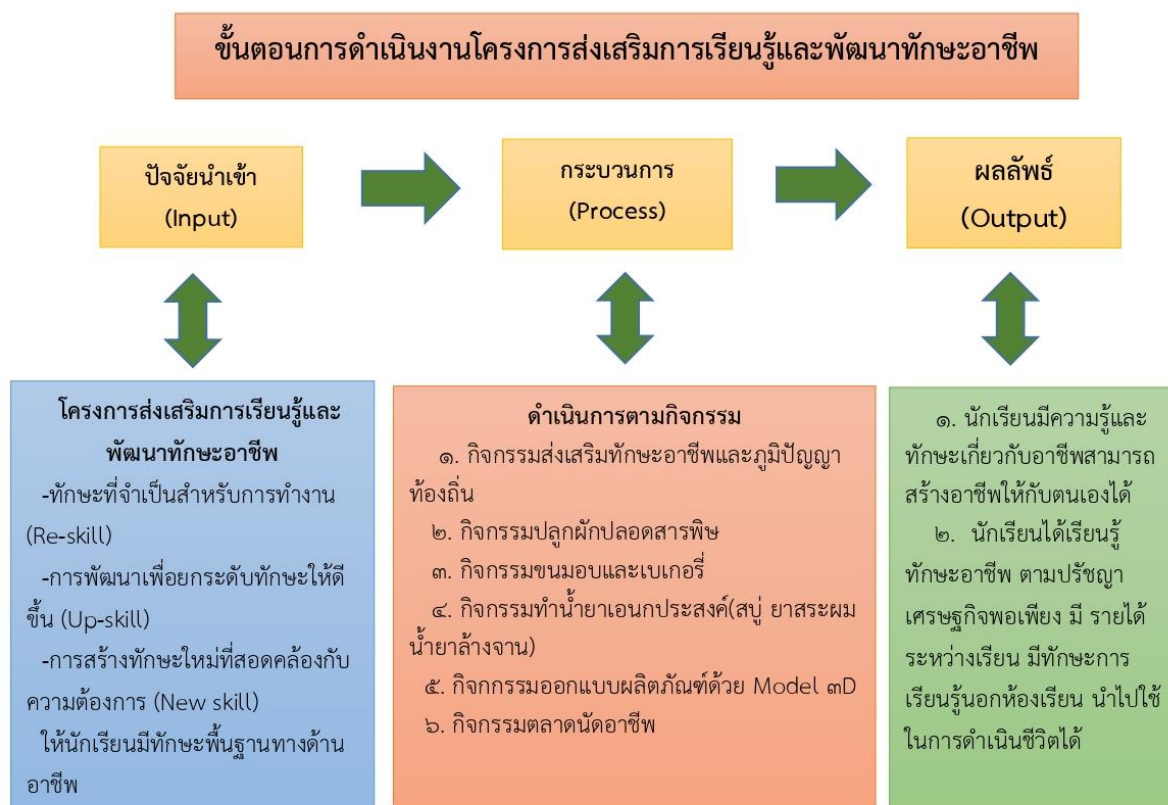 ขั้นตอนการดำเนินงานโครงการส่งเสริมการเรียนรู้และพัฒนาทักษะอาชีพ
ปัจจัยนำเข้า
(Input)
กระบวนการ
(Process)
ผลลัพธ์
(Output)
โครงการส่งเสริมการเรียนรู้และ
พัฒนาทักษะอาชีพ
-ทักษะที่จำเป็นสำหรับการทำงาน
(Re-skill)
-การพัฒนาเพื่อยกระดับทักษะให้ดี
ขึ้น (Up-skill)
-การสร้างทักษะใหม่ที่สอดคล้องกับ
ความต้องการ (New skill)
ให้นักเรียนมีทักษะพื้นฐานทางด้าน
อาชีพ
ดำเนินการตามกิจกรรม
๑. กิจกรรมส่งเสริมทักษะอาชีพและภูมิปัญญา
ท้องถิ่น
๒. กิจกรรมปลูกผักปลอดสารพิษ
๓. กิจกรรมขนมอบและเบเกอรี่
๔. กิจกรรมทำน้ำยาเอนกประสงค์(สบู่ ยาสระผม
น้ำยาล้างจาน)
๕. กิจกกรรมออกแบบผลิตภัณฑ์ด้วย Model ๓D
๖. กิจกรรมตลาดนัดอาชีพ
๑. นักเรียนมีความรู้และ
ทักษะเกี่ยวกับอาชีพสามารถ
สร้างอาชีพให้กับตนเองได้
๒. นักเรียนได้เรียนรู้
ทักษะอาชีพ ตามปรัชญา
เศรษฐกิจพอเพียง มี รายได้
ระหว่างเรียน มีทักษะการ
เรียนรู้นอกห้องเรียน นำไปใช้
ในการดำเนินชีวิตได้